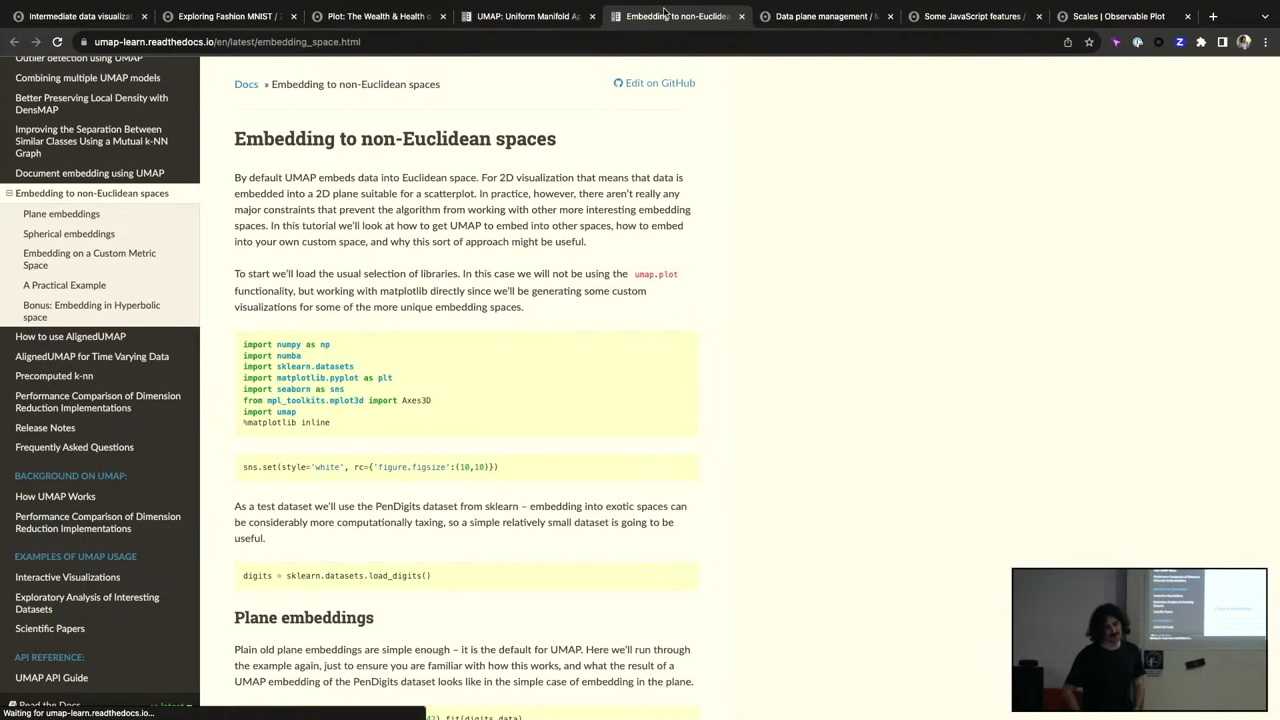 Intermediate data visualizat
Exploring Fashion MNIST /
Plot: The Wealth & Health o
UMAP: Uniform Manifold Ap
Embedding to non-Euclidea
Data plane management /
Some JavaScript features /
Scales | Observable Plot
umap-learn.readthedocs.io/en/latest/embedding_space.html
Outlier detection using UMAP
Combining multiple UMAP models
Better Preserving Local Density with
DensMAP
Improving the Separation Between
Similar Classes Using a Mutual k-NN
Graph
Document embedding using UMAP
Embedding to non-Euclidean spaces
Plane embeddings
Spherical embeddings
Embedding on a Custom Metric
Space
A Practical Example
Bonus: Embedding in Hyperbolic
space
How to use AlignedUMAP
AlignedUMAP for Time Varying Data
Precomputed k-nn
Performance Comparison of Dimension
Reduction Implementations
Release Notes
Frequently Asked Questions
BACKGROUND ON UMAP:
How UMAP Works
Performance Comparison of Dimension
Reduction Implementations
EXAMPLES OF UMAP USAGE
Interactive Visualizations
Exploratory Analysis of Interesting
Datasets
Scientific Papers
API REFERENCE:
UMAP API Guide
Read the Docs
latest
Waiting for umap-learn.readthedocs.io...
Docs » Embedding to non-Euclidean spaces
Edit on GitHub
Embedding to non-Euclidean spaces
By default UMAP embeds data into Euclidean space. For 2D visualization that means that data is
embedded into a 2D plane suitable for a scatterplot. In practice, however, there aren't really any
major constraints that prevent the algorithm from working with other more interesting embedding
spaces. In this tutorial we'll look at how to get UMAP to embed into other spaces, how to embed
into your own custom space, and why this sort of approach might be useful.
To start we'll load the usual selection of libraries. In this case we will not be using the umap.plot
functionality, but working with matplotlib directly since we'll be generating some custom
visualizations for some of the more unique embedding spaces.
import numpy as np
import numba
import sklearn.datasets
import matplotlib.pyplot as plt
import seaborn as sns
from mpl_toolkits.mplot3d import Axes3D
import umap
%matplotlib inline
sns.set(style='white', rc={'figure.figsize':(10,10)})
As a test dataset we'll use the PenDigits dataset from sklearn – embedding into exotic spaces can
be considerably more computationally taxing, so a simple relatively small dataset is going to be
useful.
digits = sklearn.datasets.load_digits()
Plane embeddings
Plain old plane embeddings are simple enough – it is the default for UMAP. Here we'll run through
the example again, just to ensure you are familiar with how this works, and what the result of a
UMAP embedding of the PenDigits dataset looks like in the simple case of embedding in the plane.
42).fit(digits.data)